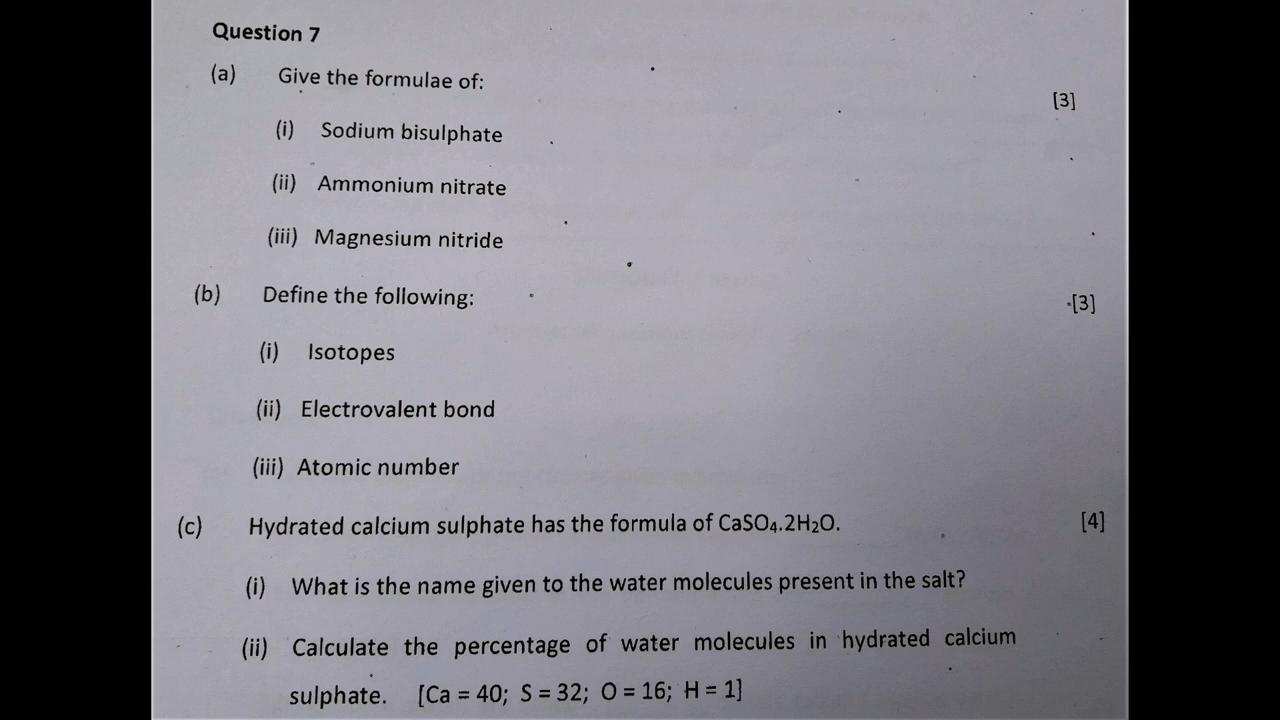 Question 7
(a) Give the formulae of: [3]
(i) Sodium bisulphate
(ii) Ammonium nitrate
(iii) Magnesium nitride
(b) Define the following: [3]
(i) Isotopes
(ii) Electrovalent bond
(iii) Atomic number
(c) Hydrated calcium sulphate has the formula of CaSO₄.2H₂O. [4]
(i) What is the name given to the water molecules present in the salt?
(ii) Calculate the percentage of water molecules in hydrated calcium
sulphate. [Ca = 40; S = 32; O = 16; H = 1]